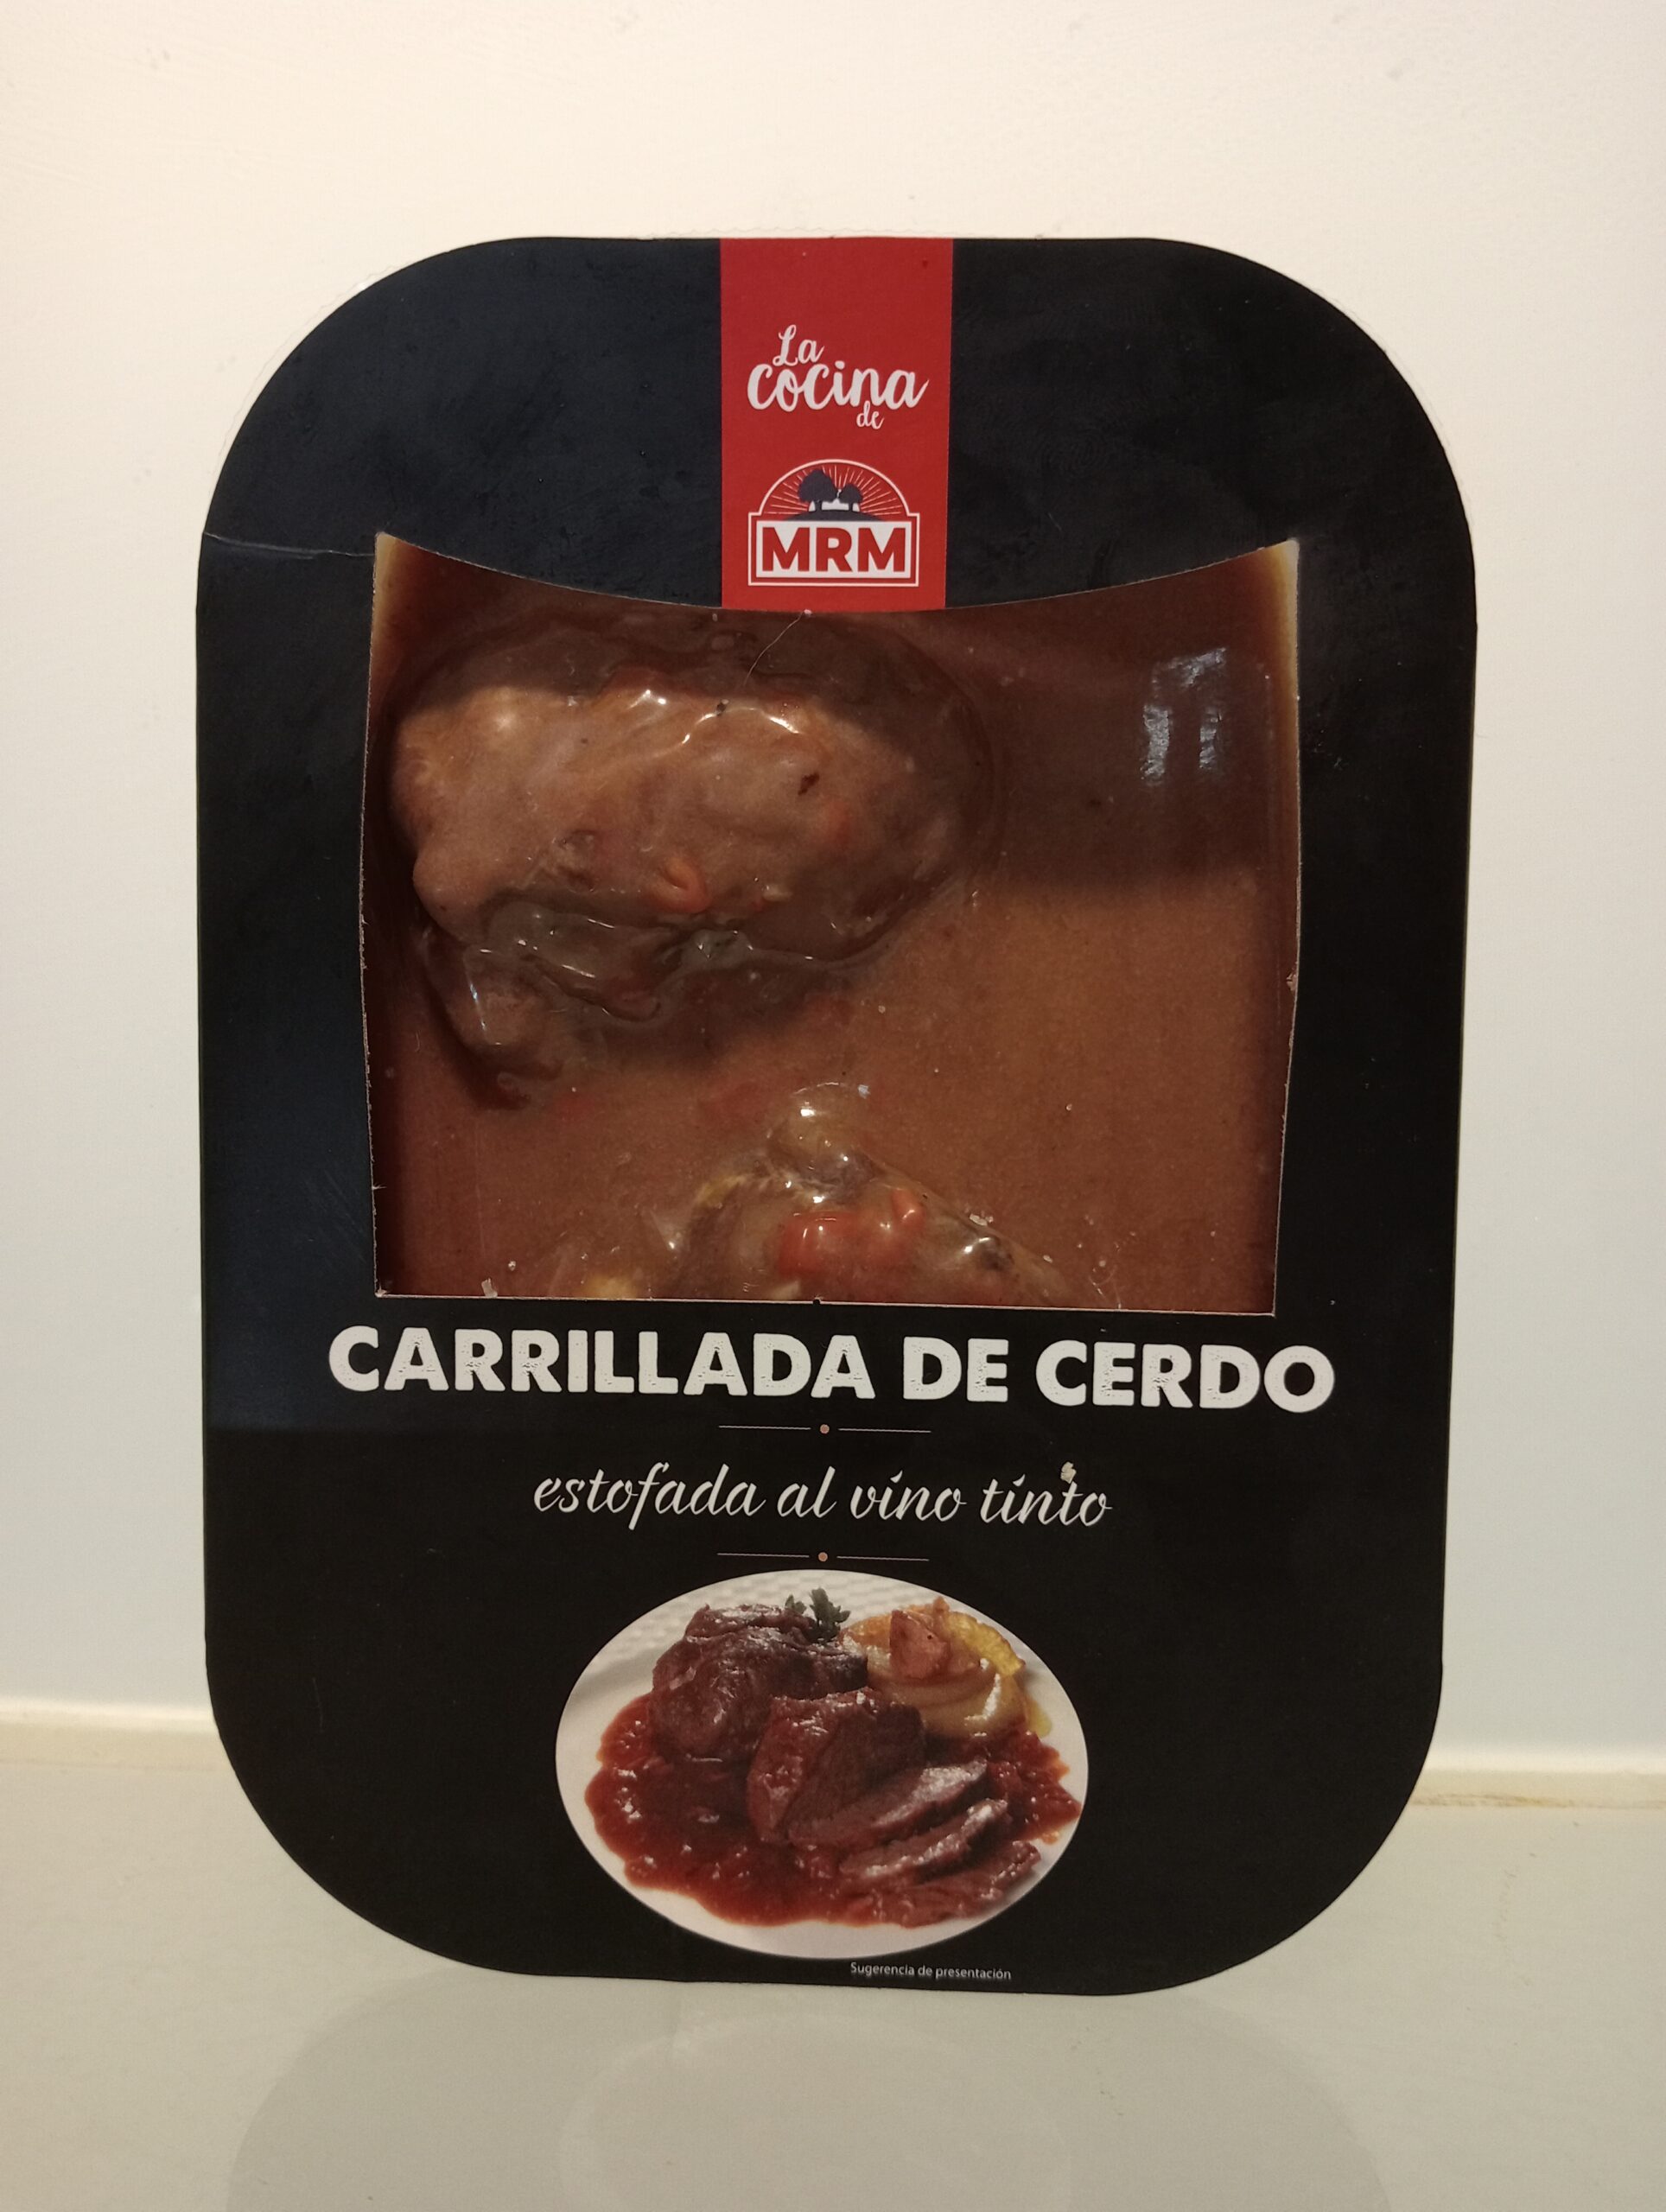 La
cocina
de
MRM
CARRILLADA DE CERDO
estofada al vino tinto
Sugerencia de presentación